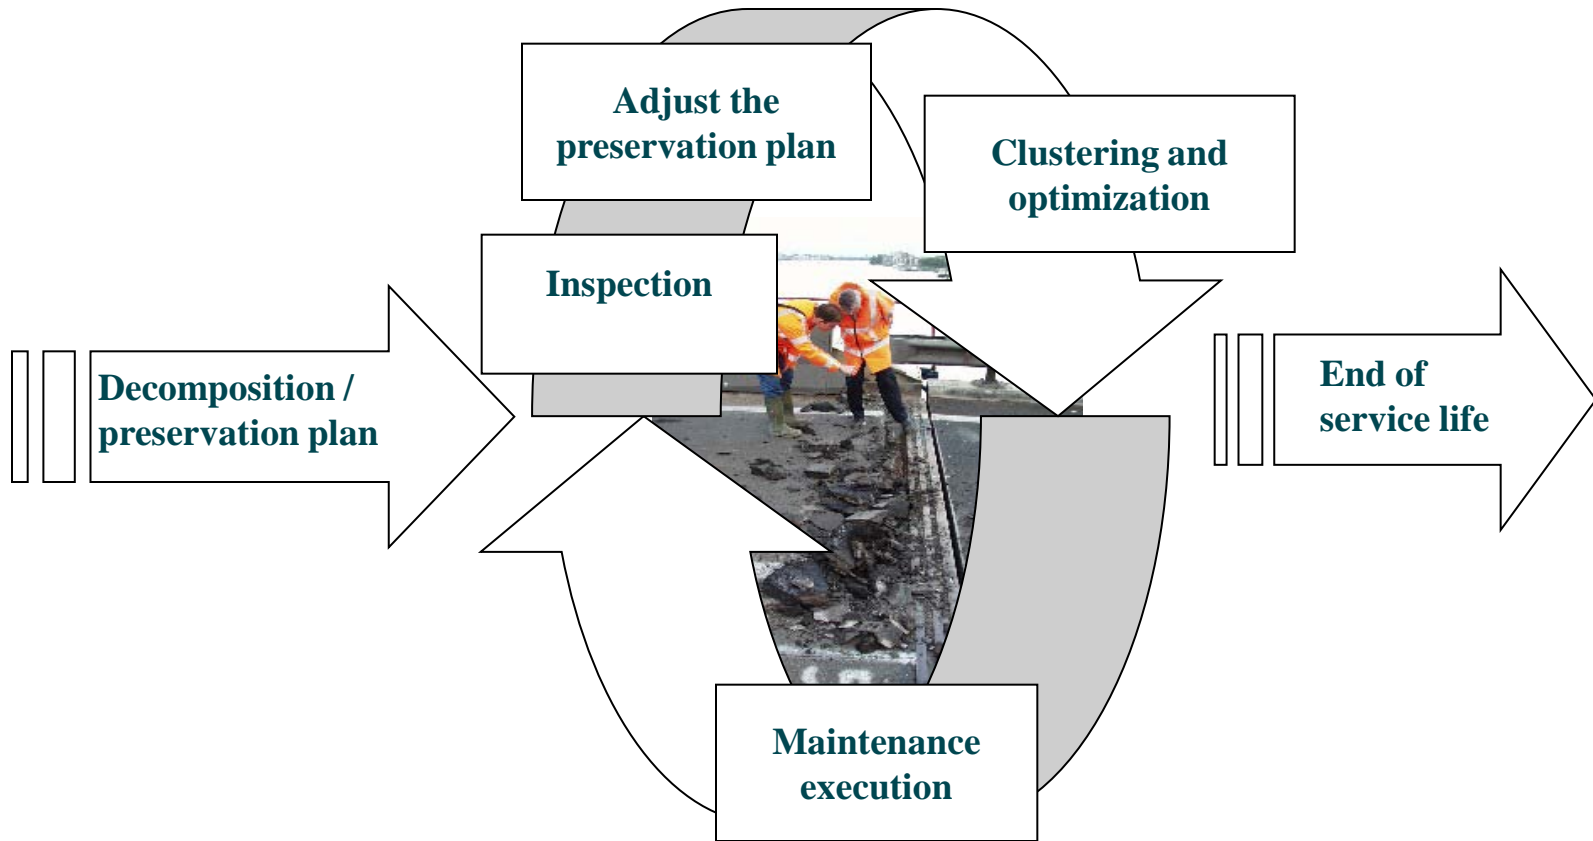 Adjust the
preservation plan
Clustering and
optimization
Inspection
Decomposition /
preservation plan
End of
service life
Maintenance
execution